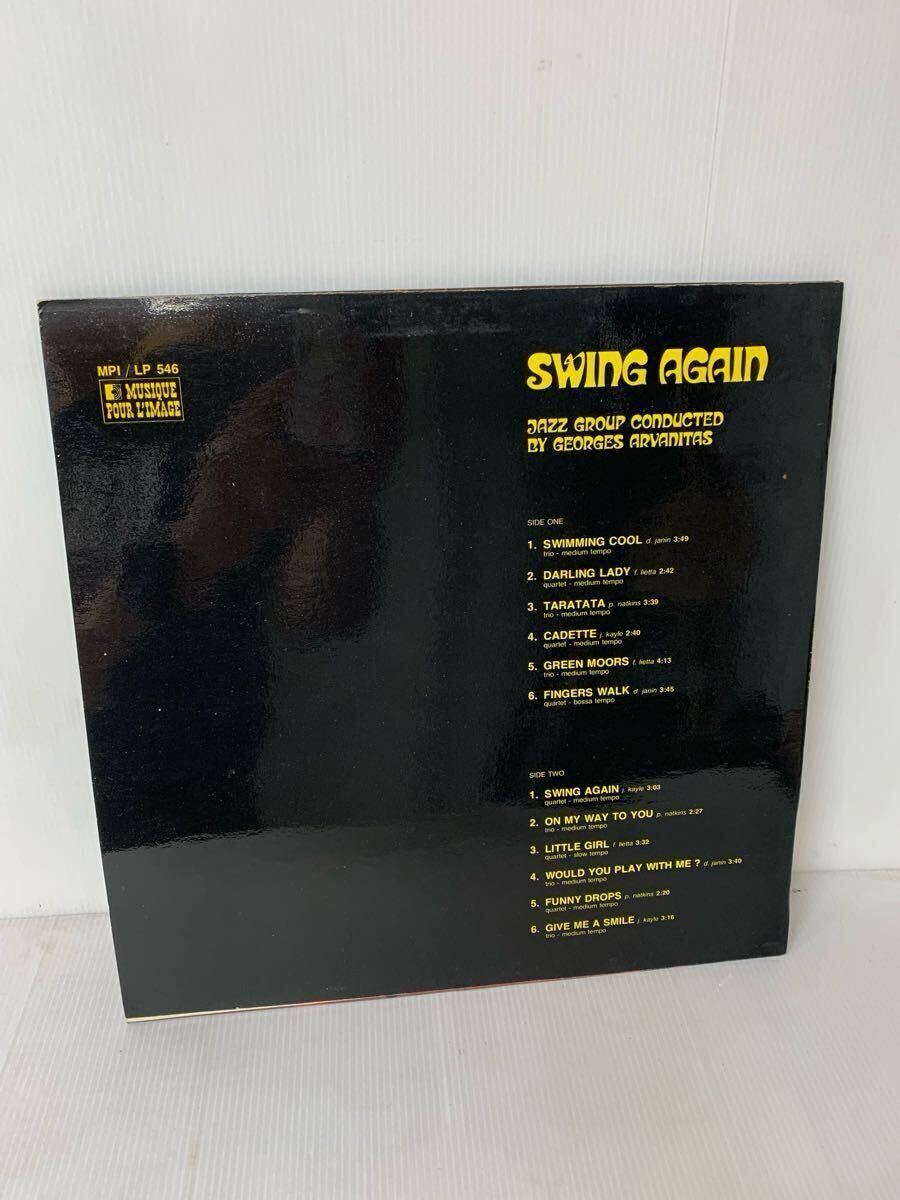 MPI / LP 546
MUSIQUE
POUR L'IMAGE
SWING AGAIN
JAZZ GROUP CONDUCTED
BY GEORGES ARVANITAS
SIDE ONE
1. SWIMMING COOL d. janin 3:49
trio - medium tempo
2. DARLING LADY f. lietta 2:42
quartet - medium tempo
3. TARATATA p. natkins 3:39
trio - medium tempo
4. CADETTE j. kayle 2:40
quartet - medium tempo
5. GREEN MOORS f. lietta 4:13
trio - medium tempo
6. FINGERS WALK d. janin 3:45
quartet - bossa tempo
SIDE TWO
1. SWING AGAIN j. kayle 3:03
quartet - medium tempo
2. ON MY WAY TO YOU p. natkins 2:27
trio - medium tempo
3. LITTLE GIRL f. lietta 3:32
quartet - slow tempo
4. WOULD YOU PLAY WITH ME ? d. janin 3:40
trio - medium tempo
5. FUNNY DROPS p. natkins 2:20
quartet - medium tempo
6. GIVE ME A SMILE j. kayle 3:16
trio - medium tempo